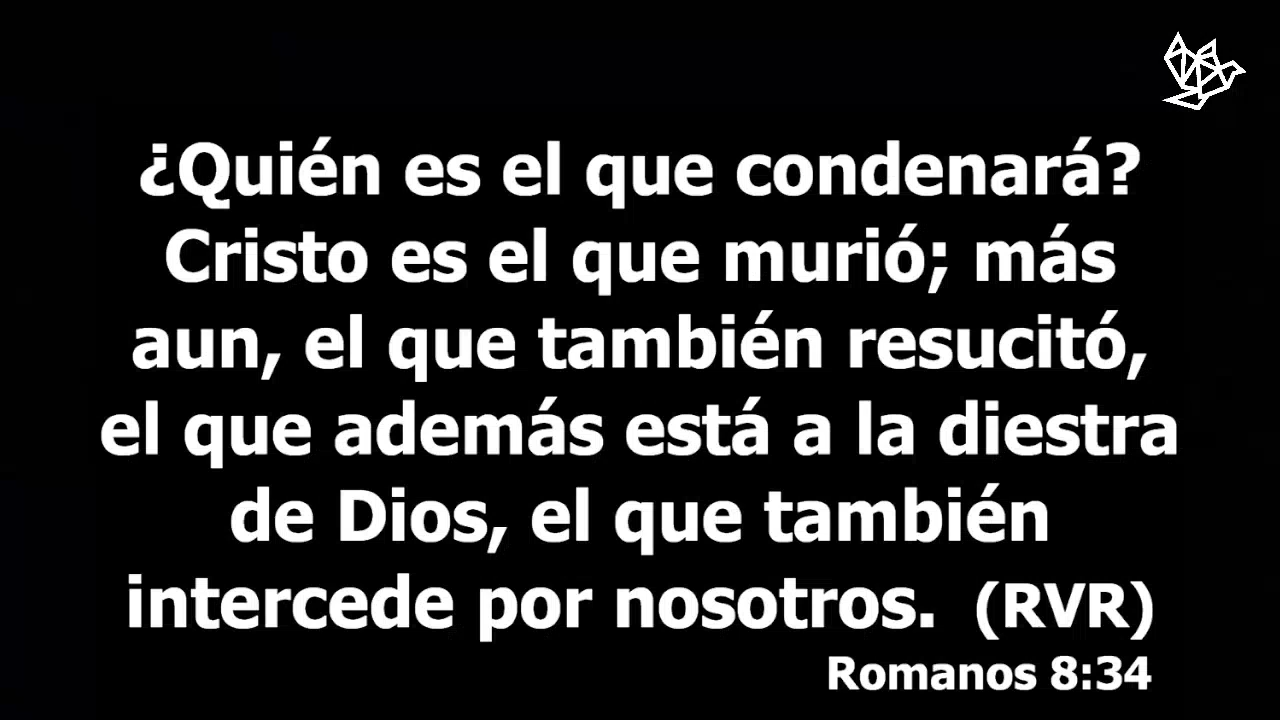 ¿Quién es el que condenará?
Cristo es el que murió; más
aun, el que también resucitó,
el que además está a la diestra
de Dios, el que también
intercede por nosotros. (RVR)
Romanos 8:34